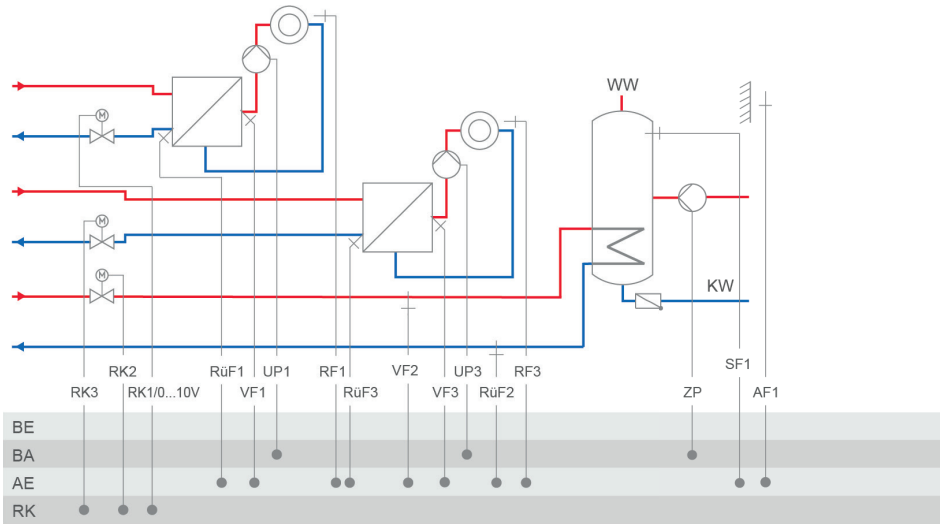 M
WW
M
M
KW
RK2 RüF1 UP1 RF1 VF2 UP3 RF3 SF1
RK3 RK1/0...10V VF1 RüF3 VF3 RüF2 ZP AF1
BE
BA
AE
RK